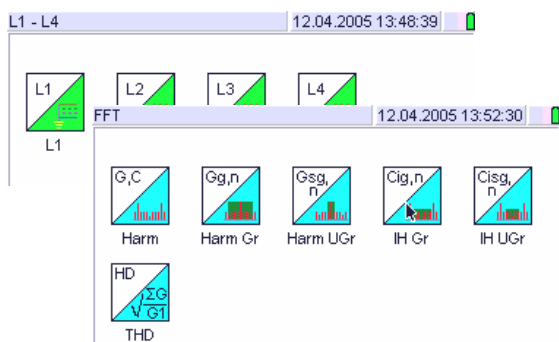 L1 - L4 12.04.2005 13:48:39
L1 L2 L3 L4
L1
FFT 12.04.2005 13:52:30
G,C Gg,n Gsg,n Cig,n Cisg,n
Harm Harm Gr Harm UGr IH Gr IH UGr
HD
√ΣG/G1
THD